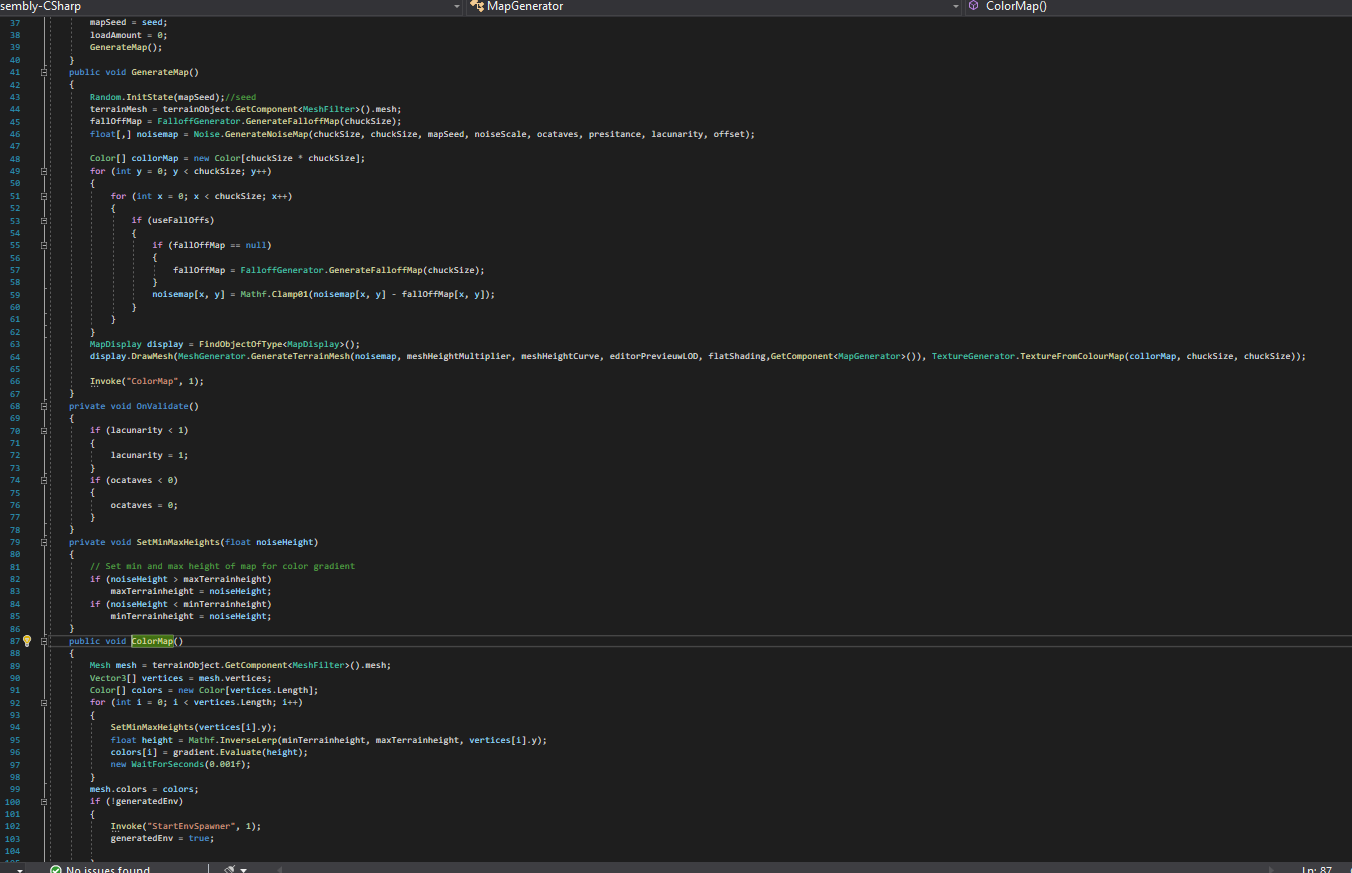 sembly-CSharp MapGenerator ColorMap()
37 mapSeed = seed;
38 loadAmount = 0;
39 GenerateMap();
40 }
41 public void GenerateMap()
42 {
43 Random.InitState(mapSeed);//seed
44 terrainMesh = terrainObject.GetComponent<MeshFilter>().mesh;
45 fallOffMap = FalloffGenerator.GenerateFalloffMap(chuckSize);
46 float[,] noisemap = Noise.GenerateNoiseMap(chuckSize, chuckSize, mapSeed, noiseScale, ocataves, presitance, lacunarity, offset);
47
48 Color[] collorMap = new Color[chuckSize * chuckSize];
49 for (int y = 0; y < chuckSize; y++)
50 {
51 for (int x = 0; x < chuckSize; x++)
52 {
53 if (useFallOffs)
54 {
55 if (fallOffMap == null)
56 {
57 fallOffMap = FalloffGenerator.GenerateFalloffMap(chuckSize);
58 }
59 noisemap[x, y] = Mathf.Clamp01(noisemap[x, y] - fallOffMap[x, y]);
60 }
61 }
62 }
63 MapDisplay display = FindObjectOfType<MapDisplay>();
64 display.DrawMesh(MeshGenerator.GenerateTerrainMesh(noisemap, meshHeightMultiplier, meshHeightCurve, editorPrevieuwLOD, flatShading,GetComponent<MapGenerator>()), TextureGenerator.TextureFromColourMap(collorMap, chuckSize, chuckSize));
65
66 Invoke("ColorMap", 1);
67 }
68 private void OnValidate()
69 {
70 if (lacunarity < 1)
71 {
72 lacunarity = 1;
73 }
74 if (ocataves < 0)
75 {
76 ocataves = 0;
77 }
78 }
79 private void SetMinMaxHeights(float noiseHeight)
80 {
81 // Set min and max height of map for color gradient
82 if (noiseHeight > maxTerrainheight)
83 maxTerrainheight = noiseHeight;
84 if (noiseHeight < minTerrainheight)
85 minTerrainheight = noiseHeight;
86 }
87 public void ColorMap()
88 {
89 Mesh mesh = terrainObject.GetComponent<MeshFilter>().mesh;
90 Vector3[] vertices = mesh.vertices;
91 Color[] colors = new Color[vertices.Length];
92 for (int i = 0; i < vertices.Length; i++)
93 {
94 SetMinMaxHeights(vertices[i].y);
95 float height = Mathf.InverseLerp(minTerrainheight, maxTerrainheight, vertices[i].y);
96 colors[i] = gradient.Evaluate(height);
97 new WaitForSeconds(0.001f);
98 }
99 mesh.colors = colors;
100 if (!generatedEnv)
101 {
102 Invoke("StartEnvSpawner", 1);
103 generatedEnv = true;
104
No issues found Ln: 87